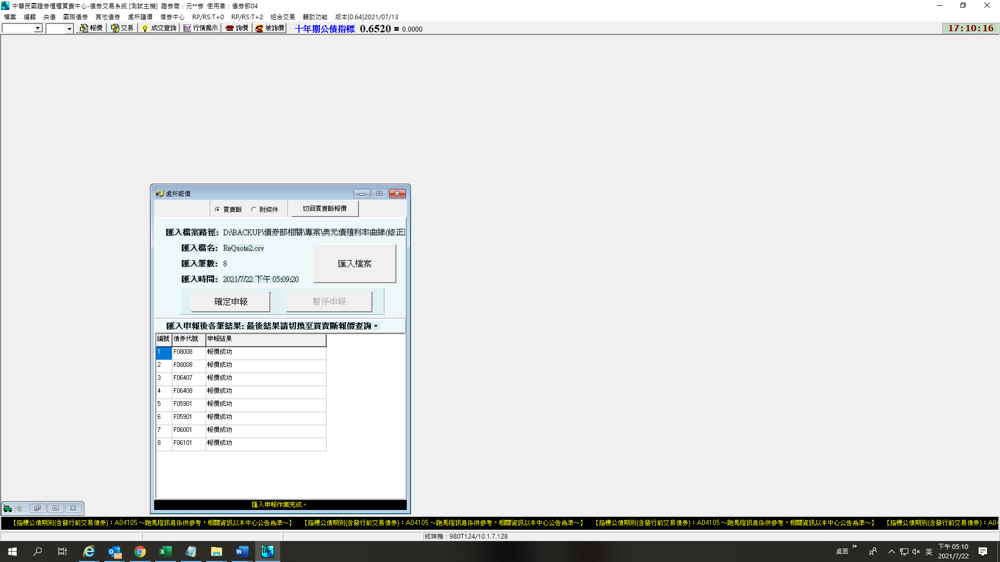 中華民國證券櫃檯買賣中心-債券交易系統 [測試主機] 證券商：元**券 使用者：債券部04
檔案 編輯 央債 國際債券 其他債券 處所議價 借券中心 RP/RS:T+0 RP/RS:T+2 組合交易 輔助功能 版本[0.64]2021/07/13
報價 交易 成交查詢 行情揭示 詢價 被詢價 十年期公債指標 0.6520 = 0.0000 17:10:16
處所報價
買賣斷 附條件 切回買賣斷報價
匯入檔案路徑: D:\BACKUP\債券部相關\專案\美元債殖利率曲線(修正
匯入檔名: ReQuote2.csv
匯入檔案
匯入筆數: 8
匯入時間: 2021/7/22 下午 05:09:20
確定申報 暫停申報
匯入申報後各筆結果: 最後結果請切換至買賣斷報價查詢。
編號 債券代號 申報結果
1 F08008 報價成功
2 F08008 報價成功
3 F06407 報價成功
4 F06408 報價成功
5 F05901 報價成功
6 F05901 報價成功
7 F06001 報價成功
8 F06101 報價成功
匯入申報作業完成。
(電...
【指標公債期別(含發行前交易債券)：A04105 ～跑馬燈訊息係供參考，相關資訊以本中心公告為準～】 【指標公債期別(含發行前交易債券)：A04105 ～跑馬燈訊息係供參考，相關資訊以本中心公告為準～】 【指標公債期別(含發行前交易債券)：A04105 ～跑馬燈訊息係供參考，相關資訊以本中心公告為準～】 【指標公債期別(含發行前交易債券)：A04
終端機：980T124/10.1.7.128
桌面 英 下午 05:10
2021/7/22